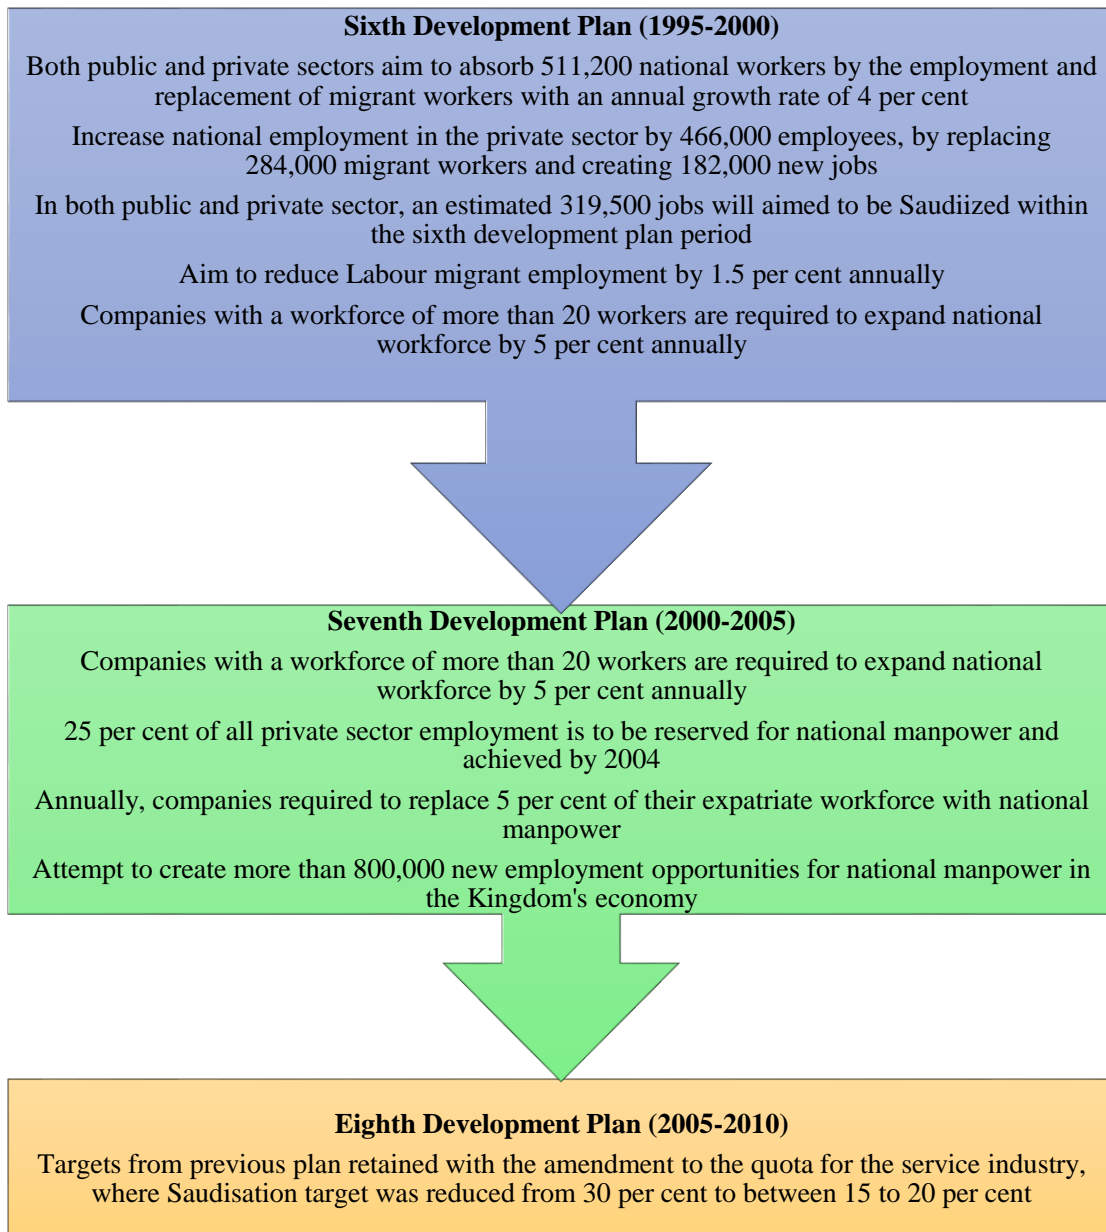 Sixth Development Plan (1995-2000)
Both public and private sectors aim to absorb 511,200 national workers by the employment and
replacement of migrant workers with an annual growth rate of 4 per cent
Increase national employment in the private sector by 466,000 employees, by replacing
284,000 migrant workers and creating 182,000 new jobs
In both public and private sector, an estimated 319,500 jobs will aimed to be Saudiized within
the sixth development plan period
Aim to reduce Labour migrant employment by 1.5 per cent annually
Companies with a workforce of more than 20 workers are required to expand national
workforce by 5 per cent annually
Seventh Development Plan (2000-2005)
Companies with a workforce of more than 20 workers are required to expand national
workforce by 5 per cent annually
25 per cent of all private sector employment is to be reserved for national manpower and
achieved by 2004
Annually, companies required to replace 5 per cent of their expatriate workforce with national
manpower
Attempt to create more than 800,000 new employment opportunities for national manpower in
the Kingdom's economy
Eighth Development Plan (2005-2010)
Targets from previous plan retained with the amendment to the quota for the service industry,
where Saudisation target was reduced from 30 per cent to between 15 to 20 per cent